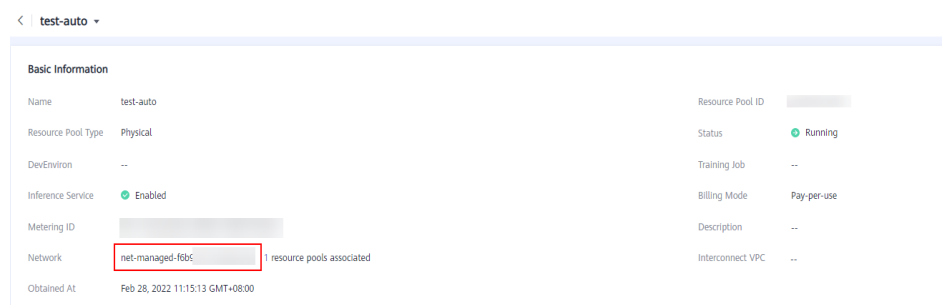 test-auto
Basic Information
Name test-auto Resource Pool ID
Resource Pool Type Physical Status Running
DevEnviron -- Training Job --
Inference Service Enabled Billing Mode Pay-per-use
Metering ID Description --
Network net-managed-f6b9 1 resource pools associated Interconnect VPC --
Obtained At Feb 28, 2022 11:15:13 GMT+08:00